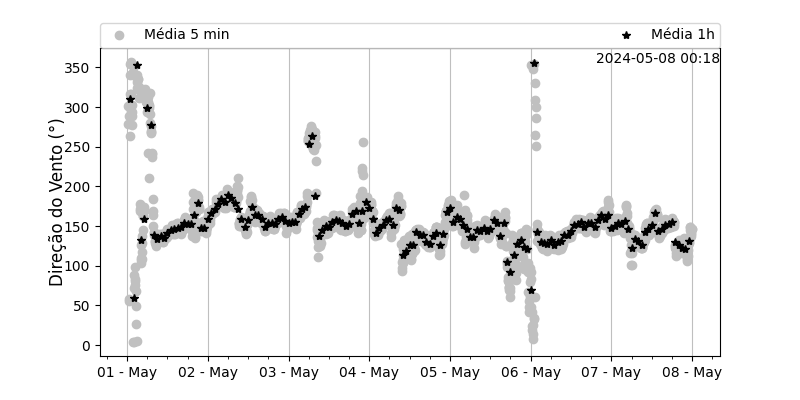 Média 5 min
Média 1h
2024-05-08 00:18
Direção do Vento (°)
350
300
250
200
150
100
50
0
01 - May
02 - May
03 - May
04 - May
05 - May
06 - May
07 - May
08 - May